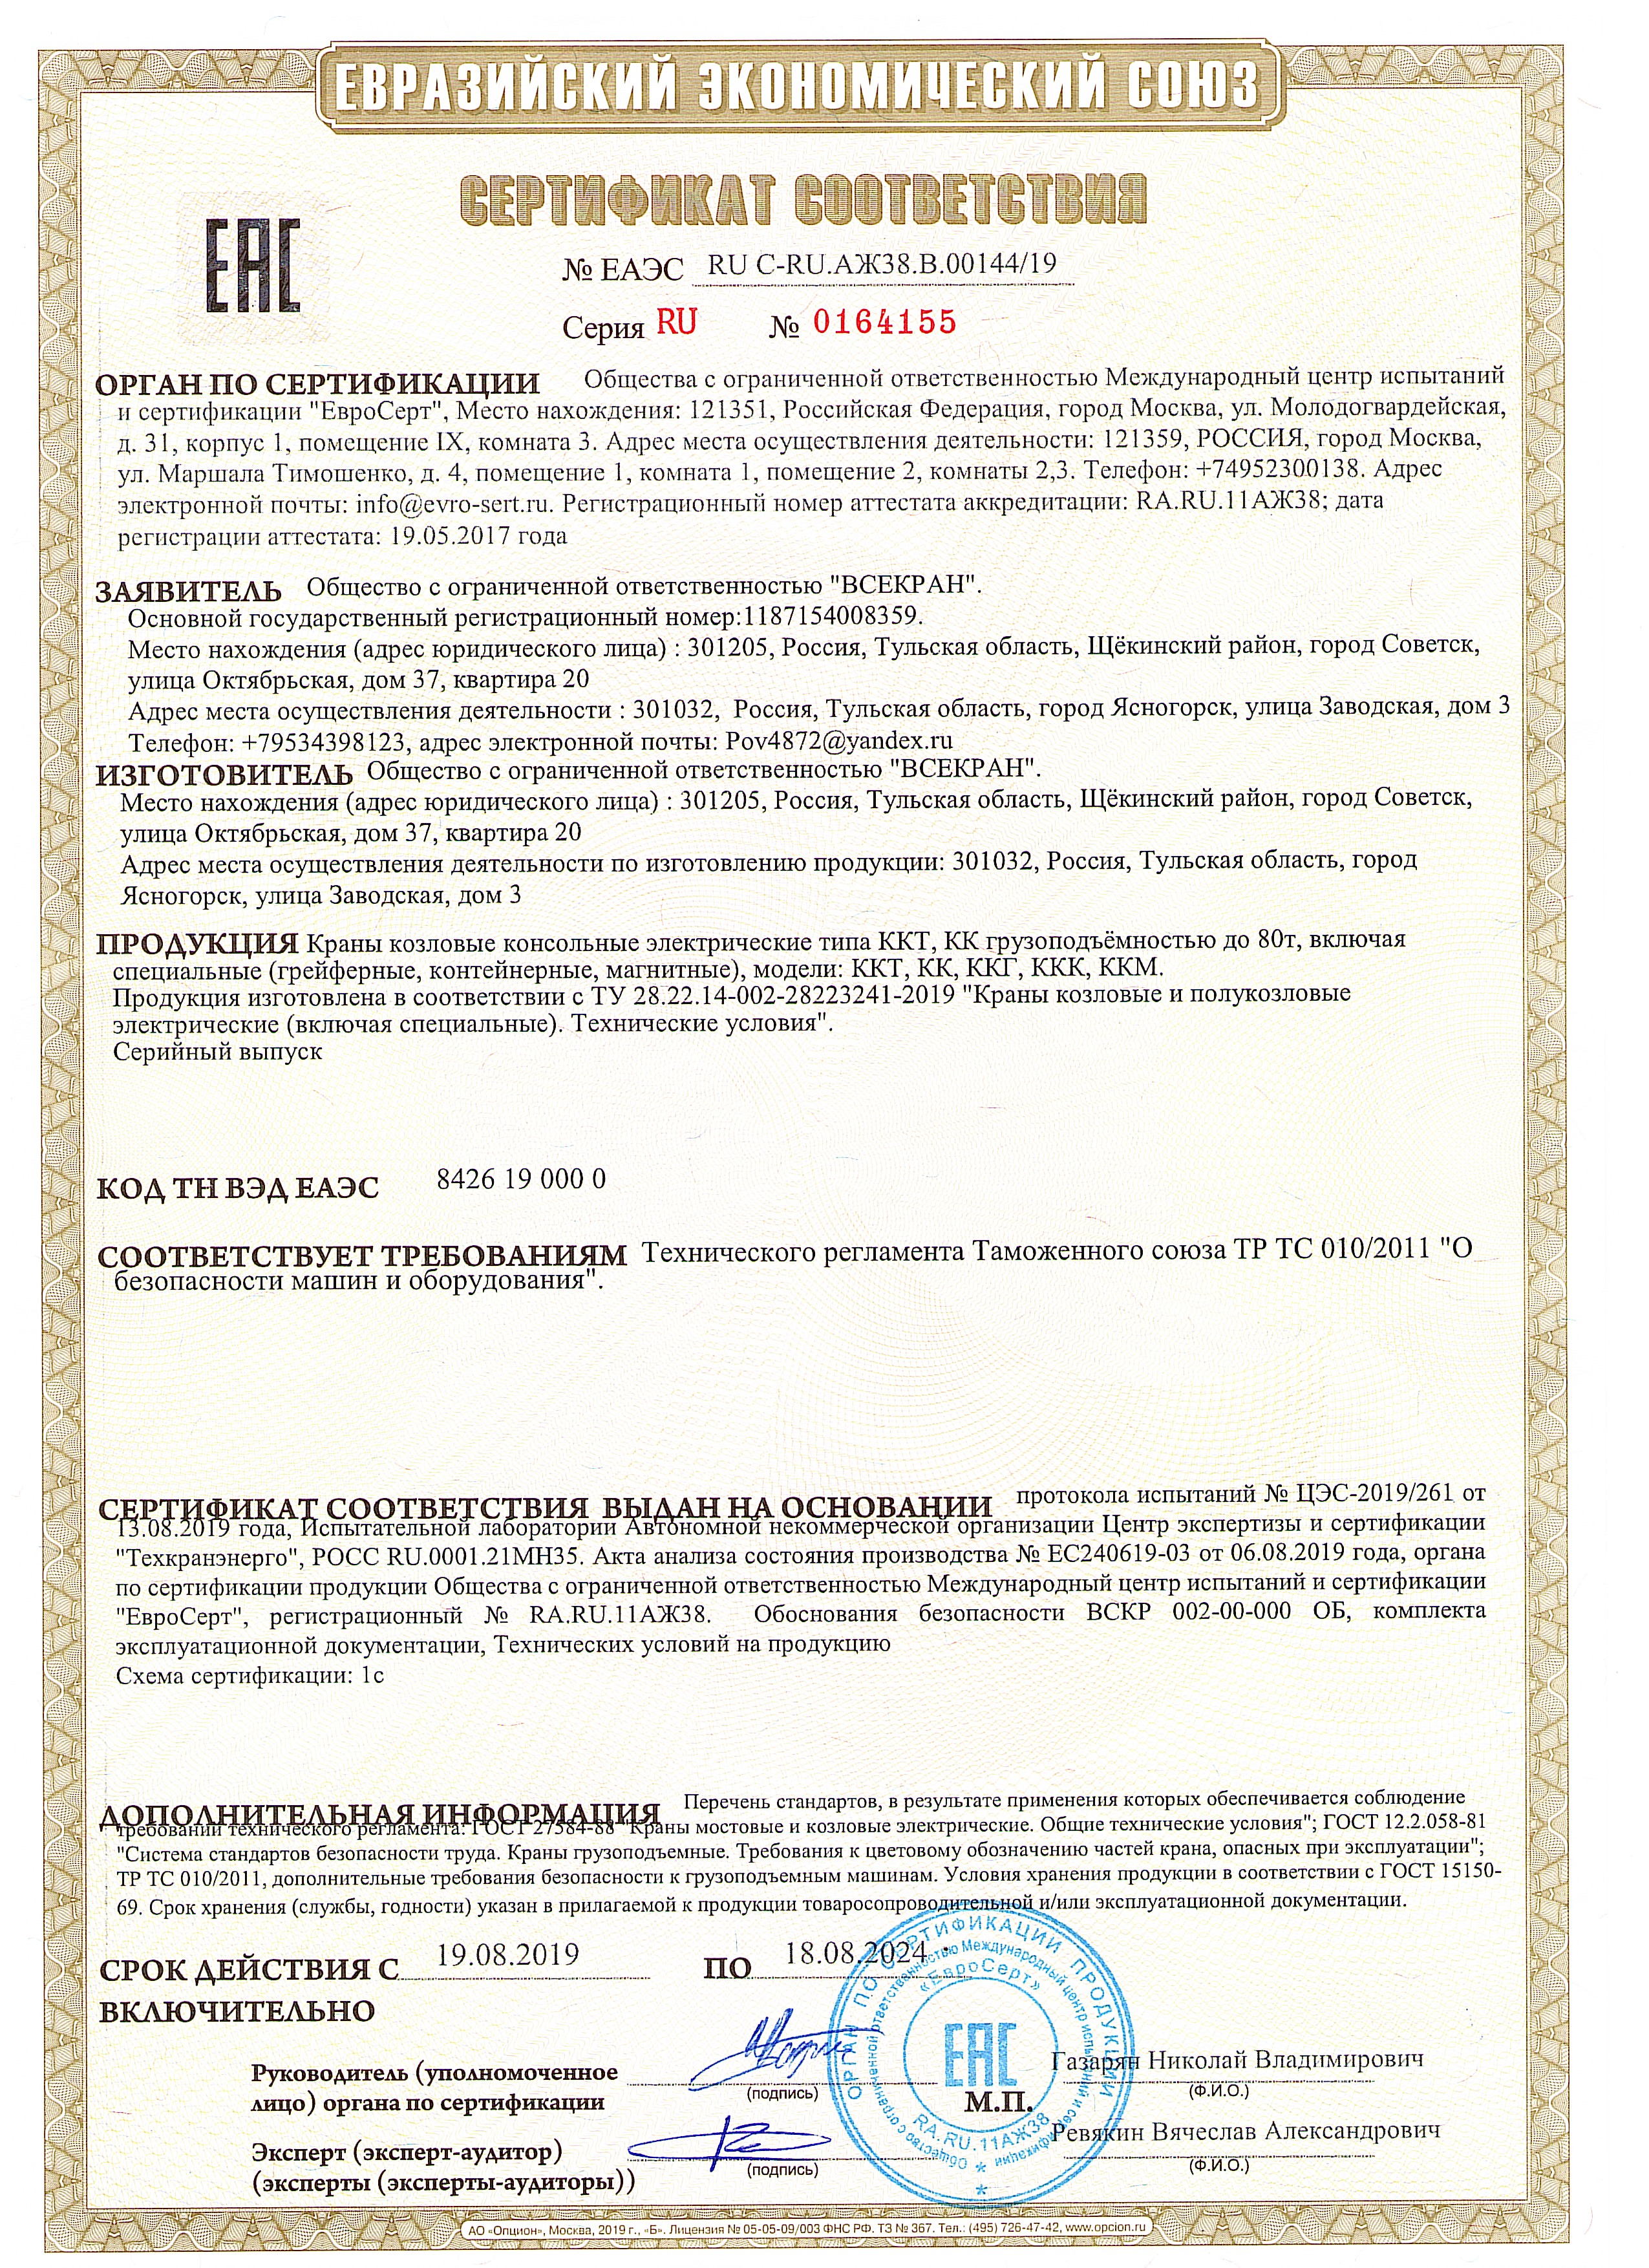 ЕВРАЗИЙСКИЙ ЭКОНОМИЧЕСКИЙ СОЮЗ
СЕРТИФИКАТ СООТВЕТСТВИЯ
EAC
№ ЕАЭС RU C-RU.АЖ38.В.00144/19
Серия RU № 0164155
ОРГАН ПО СЕРТИФИКАЦИИ Общества с ограниченной ответственностью Международный центр испытаний
и сертификации "ЕвроСерт", Место нахождения: 121351, Российская Федерация, город Москва, ул. Молодогвардейская,
д. 31, корпус 1, помещение IX, комната 3. Адрес места осуществления деятельности: 121359, РОССИЯ, город Москва,
ул. Маршала Тимошенко, д. 4, помещение 1, комната 1, помещение 2, комнаты 2,3. Телефон: +74952300138. Адрес
электронной почты: info@evro-sert.ru. Регистрационный номер аттестата аккредитации: RA.RU.11АЖ38; дата
регистрации аттестата: 19.05.2017 года
ЗАЯВИТЕЛЬ Общество с ограниченной ответственностью "ВСЕКРАН".
Основной государственный регистрационный номер:1187154008359.
Место нахождения (адрес юридического лица) : 301205, Россия, Тульская область, Щёкинский район, город Советск,
улица Октябрьская, дом 37, квартира 20
Адрес места осуществления деятельности : 301032, Россия, Тульская область, город Ясногорск, улица Заводская, дом 3
Телефон: +79534398123, адрес электронной почты: Pov4872@yandex.ru
ИЗГОТОВИТЕЛЬ Общество с ограниченной ответственностью "ВСЕКРАН".
Место нахождения (адрес юридического лица) : 301205, Россия, Тульская область, Щёкинский район, город Советск,
улица Октябрьская, дом 37, квартира 20
Адрес места осуществления деятельности по изготовлению продукции: 301032, Россия, Тульская область, город
Ясногорск, улица Заводская, дом 3
ПРОДУКЦИЯ Краны козловые консольные электрические типа ККТ, КК грузоподъёмностью до 80т, включая
специальные (грейферные, контейнерные, магнитные), модели: ККТ, КК, ККГ, ККК, ККМ.
Продукция изготовлена в соответствии с ТУ 28.22.14-002-28223241-2019 "Краны козловые и полукозловые
электрические (включая специальные). Технические условия".
Серийный выпуск
КОД ТН ВЭД ЕАЭС 8426 19 000 0
СООТВЕТСТВУЕТ ТРЕБОВАНИЯМ Технического регламента Таможенного союза ТР ТС 010/2011 "О
безопасности машин и оборудования".
СЕРТИФИКАТ СООТВЕТСТВИЯ ВЫДАН НА ОСНОВАНИИ протокола испытаний № ЦЭС-2019/261 от
13.08.2019 года, Испытательной лаборатории Автономной некоммерческой организации Центр экспертизы и сертификации
"Техкранэнерго", РОСС RU.0001.21МН35. Акта анализа состояния производства № ЕС240619-03 от 06.08.2019 года, органа
по сертификации продукции Общества с ограниченной ответственностью Международный центр испытаний и сертификации
"ЕвроСерт", регистрационный № RA.RU.11АЖ38. Обоснования безопасности ВСКР 002-00-000 ОБ, комплекта
эксплуатационной документации, Технических условий на продукцию
Схема сертификации: 1с
ДОПОЛНИТЕЛЬНАЯ ИНФОРМАЦИЯ Перечень стандартов, в результате применения которых обеспечивается соблюдение
требований технического регламента: ГОСТ 27584-88 "Краны мостовые и козловые электрические. Общие технические условия"; ГОСТ 12.2.058-81
"Система стандартов безопасности труда. Краны грузоподъемные. Требования к цветовому обозначению частей крана, опасных при эксплуатации";
ТР ТС 010/2011, дополнительные требования безопасности к грузоподъемным машинам. Условия хранения продукции в соответствии с ГОСТ 15150-
69. Срок хранения (службы, годности) указан в прилагаемой к продукции товаросопроводительной и/или эксплуатационной документации.
СРОК ДЕЙСТВИЯ С 19.08.2019 ПО 18.08.2024
ВКЛЮЧИТЕЛЬНО
ОРГАН ПО СЕРТИФИКАЦИИ ПРОДУКЦИИ
Общество с ограниченной ответственностью Международный центр испытаний и сертификации
«ЕвроСерт»
EAC
RA.RU.11АЖ38
М.П.
Руководитель (уполномоченное
лицо) органа по сертификации
(подпись)
Газарян Николай Владимирович
(Ф.И.О.)
Эксперт (эксперт-аудитор)
(эксперты (эксперты-аудиторы))
(подпись)
Ревякин Вячеслав Александрович
(Ф.И.О.)
АО «Опцион», Москва, 2019 г., «Б». Лицензия № 05-05-09/003 ФНС РФ. ТЗ № 367. Тел.: (495) 726-47-42, www.opcion.ru